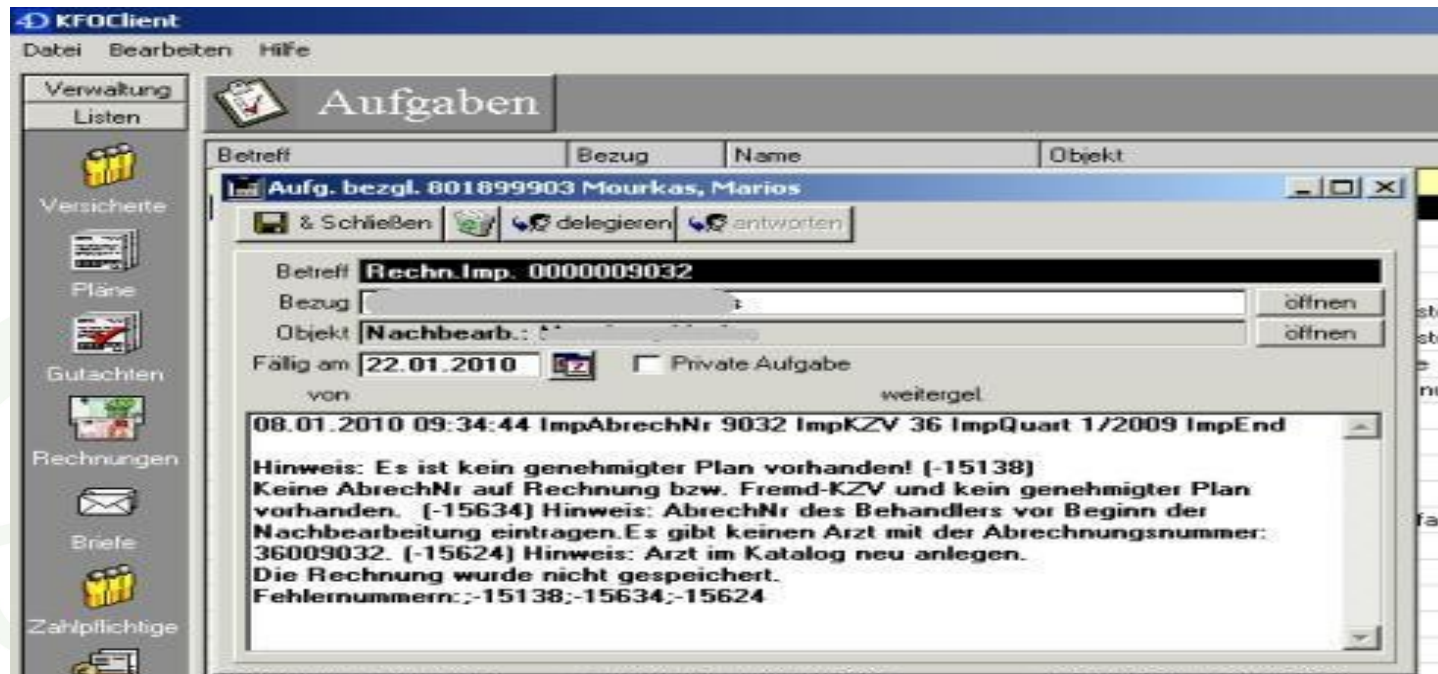 KFOClient
Datei Bearbeiten Hilfe
Verwaltung
Listen
Aufgaben
Betreff Bezug Name Objekt
Aufg. bezgl. 801899903 Mourkas, Marios
& Schließen delegieren antworten
Betreff Rechn.Imp. 0000009032
Bezug öffnen
Objekt Nachbearb.: öffnen
Fällig am 22.01.2010 Private Aufgabe
von weitergel.
08.01.2010 09:34:44 ImpAbrechNr 9032 ImpKZV 36 ImpQuart 1/2009 ImpEnd
Hinweis: Es ist kein genehmigter Plan vorhanden! (-15138)
Keine AbrechNr auf Rechnung bzw. Fremd-KZV und kein genehmigter Plan
vorhanden. (-15634) Hinweis: AbrechNr des Behandlers vor Beginn der
Nachbearbeitung eintragen.Es gibt keinen Arzt mit der Abrechnungsnummer:
36009032. (-15624) Hinweis: Arzt im Katalog neu anlegen.
Die Rechnung wurde nicht gespeichert.
Fehlernummern:;-15138;-15634;-15624
Versicherte
Pläne
Gutachten
Rechnungen
Briefe
Zahlpflichtige